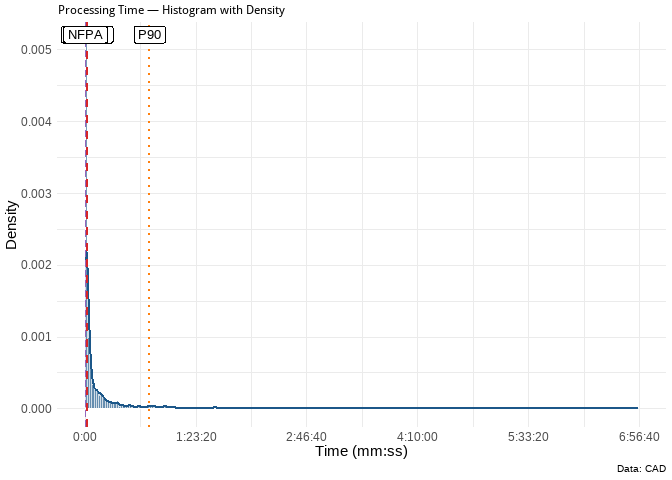 Processing Time — Histogram with Density
NFPA
P90
0.005
0.004
0.003
0.002
0.001
0.000
Density
0:00
1:23:20
2:46:40
4:10:00
5:33:20
6:56:40
Time (mm:ss)
Data: CAD